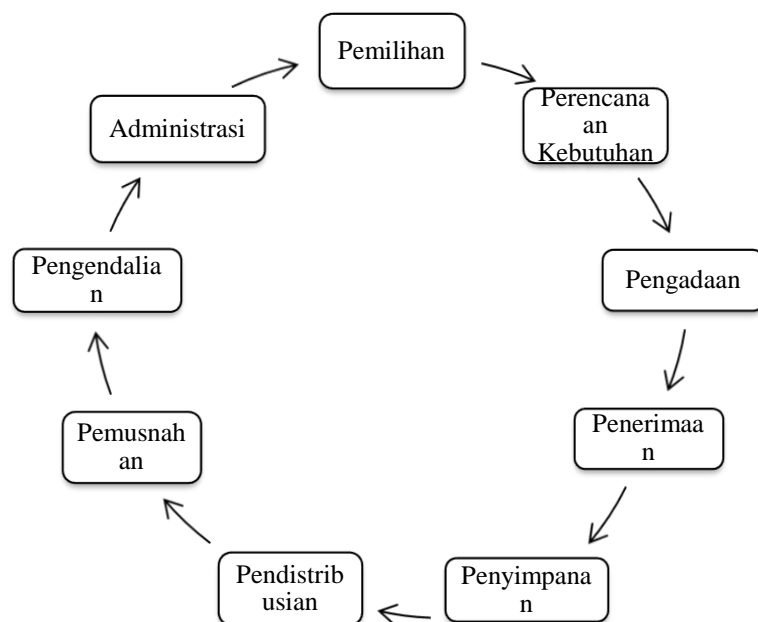 Pemilihan
Perencana
an
Kebutuhan
Pengadaan
Penerimaa
n
Penyimpana
n
Pendistrib
usian
Pemusnah
an
Pengendalia
n
Administrasi